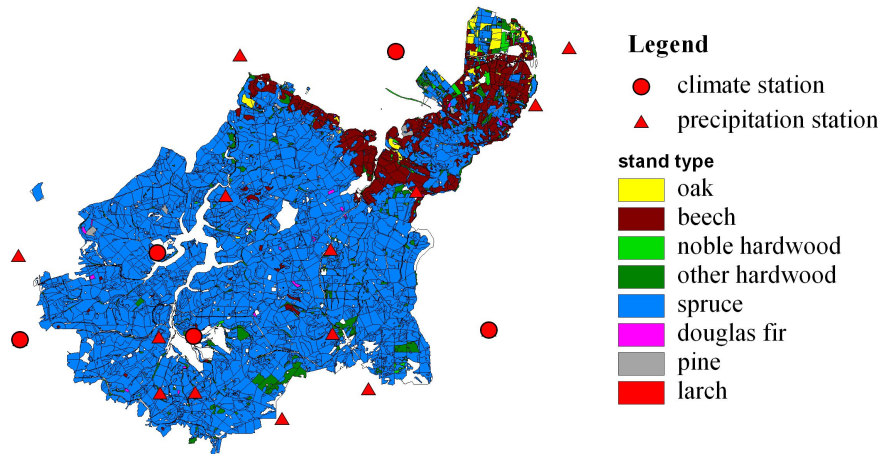 Legend
climate station
precipitation station
stand type
oak
beech
noble hardwood
other hardwood
spruce
douglas fir
pine
larch